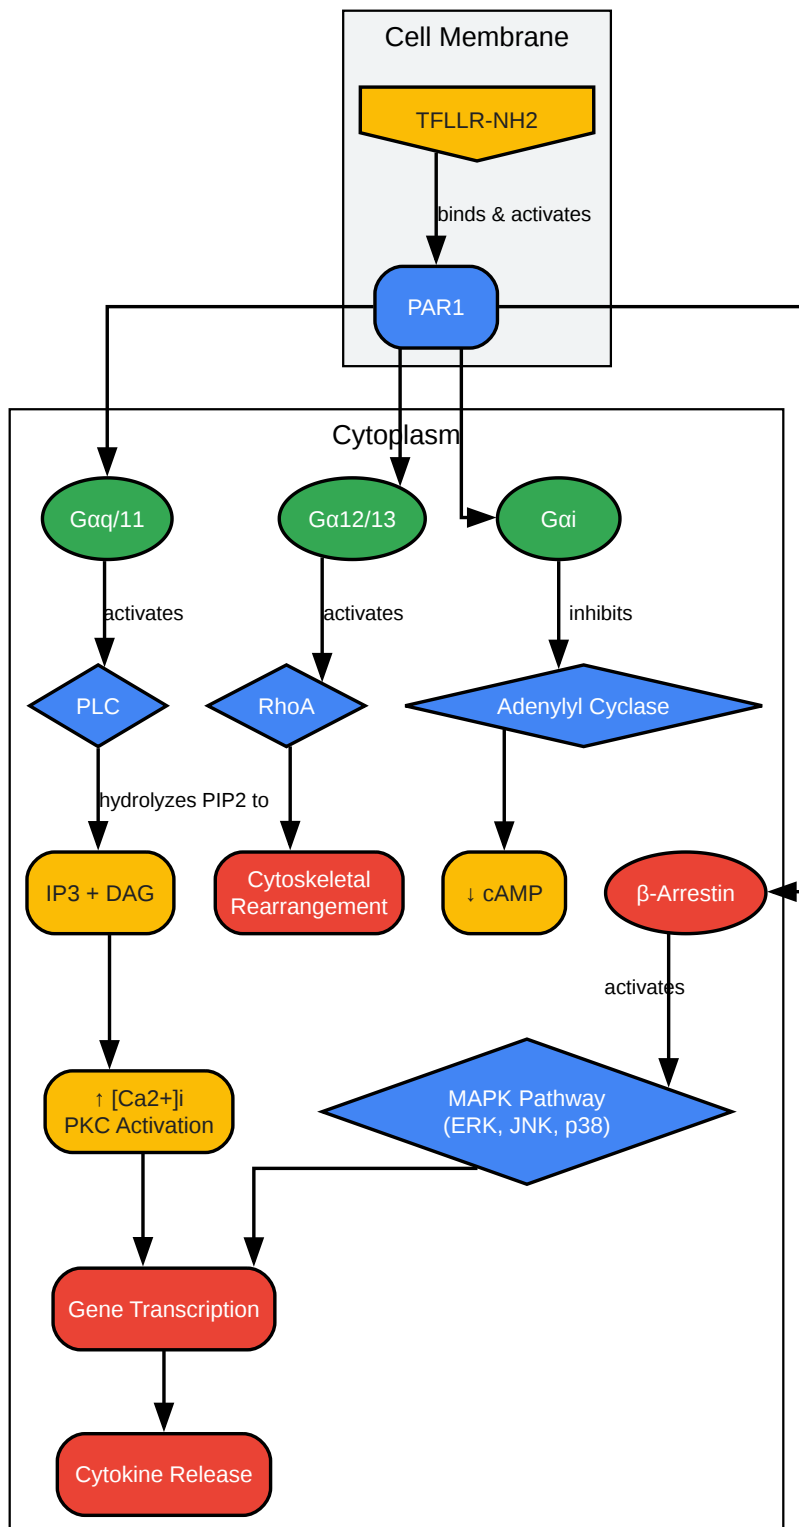 Cell Membrane
TFLLR-NH2
binds & activates
PAR1
Cytoplasm
Gαq/11
Gα12/13
Gαi
activates
activates
inhibits
PLC
RhoA
Adenylyl Cyclase
hydrolyzes PIP2 to
IP3 + DAG
Cytoskeletal
Rearrangement
↓ cAMP
β-Arrestin
activates
↑ [Ca2+]i
PKC Activation
MAPK Pathway
(ERK, JNK, p38)
Gene Transcription
Cytokine Release